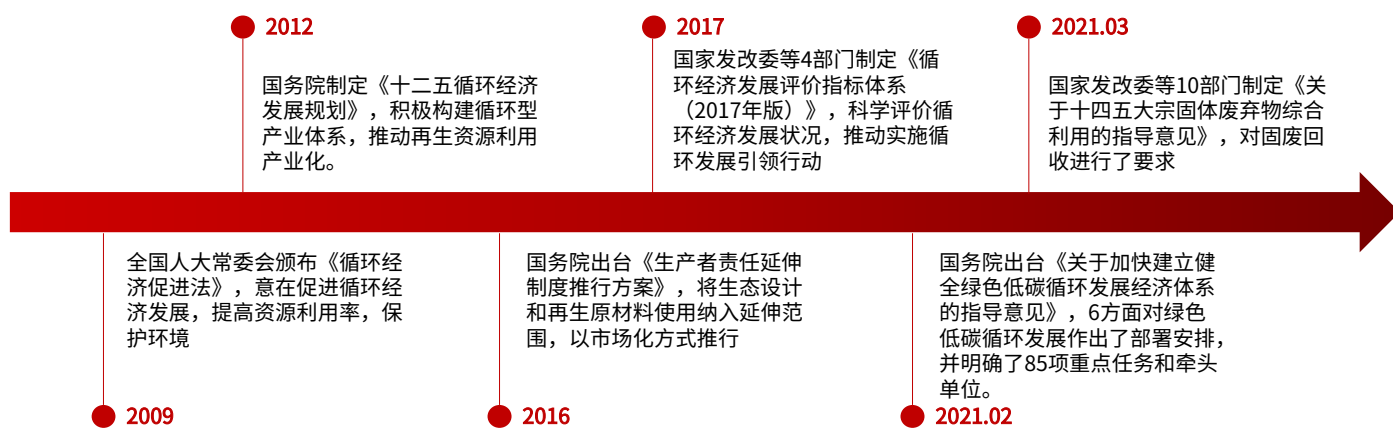 2012
国务院制定《十二五循环经济
发展规划》，积极构建循环型
产业体系，推动再生资源利用
产业化。
2017
国家发改委等4部门制定《循
环经济发展评价指标体系
（2017年版）》，科学评价循
环经济发展状况，推动实施循
环发展引领行动
2021.03
国家发改委等10部门制定《关
于十四五大宗固体废弃物综合
利用的指导意见》，对固废回
收进行了要求
全国人大常委会颁布《循环经
济促进法》，意在促进循环经
济发展，提高资源利用率，保
护环境
2009
国务院出台《生产者责任延伸
制度推行方案》，将生态设计
和再生原材料使用纳入延伸范
围，以市场化方式推行
2016
国务院出台《关于加快建立健
全绿色低碳循环发展经济体系
的指导意见》，6方面对绿色
低碳循环发展作出了部署安排，
并明确了85项重点任务和牵头
单位。
2021.02